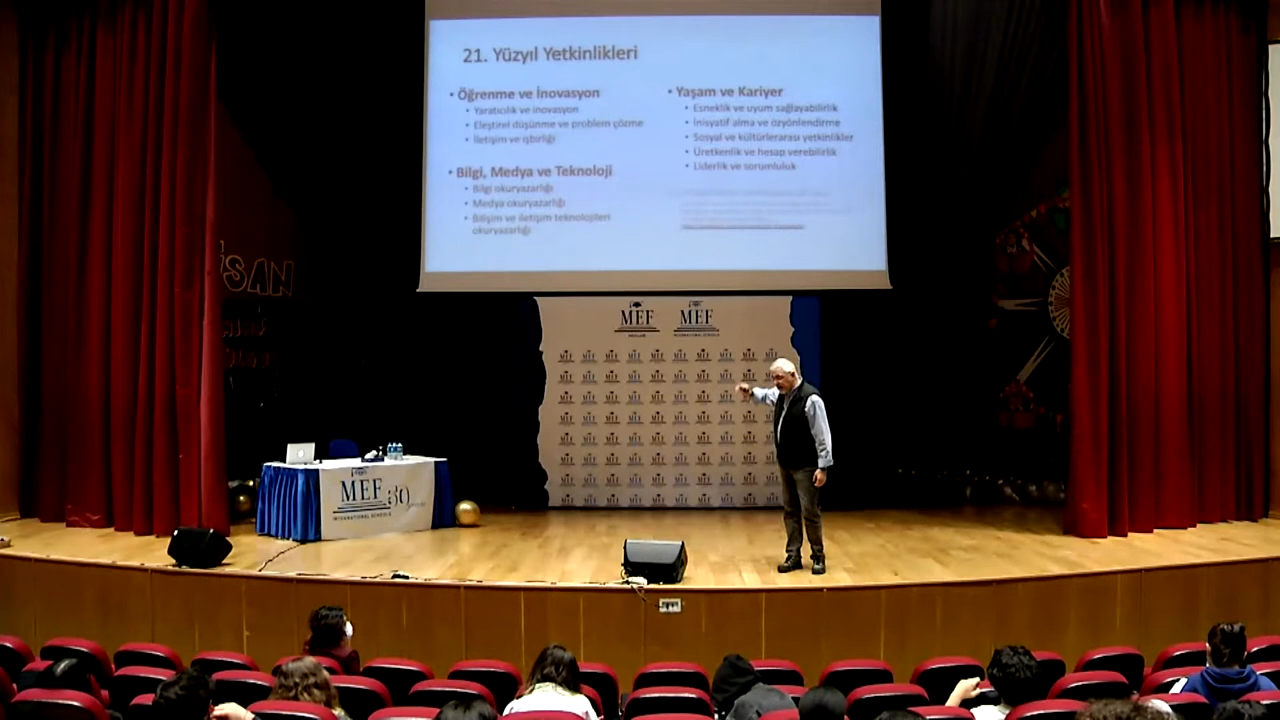 21. Yüzyıl Yetkinlikleri
• Öğrenme ve İnovasyon
• Yaratıcılık ve inovasyon
• Eleştirel düşünme ve problem çözme
• İletişim ve işbirliği
• Bilgi, Medya ve Teknoloji
• Bilgi okuryazarlığı
• Medya okuryazarlığı
• Bilişim ve iletişim teknolojileri
okuryazarlığı
• Yaşam ve Kariyer
• Esneklik ve uyum sağlayabilirlik
• İnisyatif alma ve özyönlendirme
• Sosyal ve kültürlerarası yetkinlikler
• Üretkenlik ve hesap verebilirlik
• Liderlik ve sorumluluk
İSAN
MEF
MEF
INTERNATIONAL SCHOOLS
MEF 30
INTERNATIONAL SCHOOLS